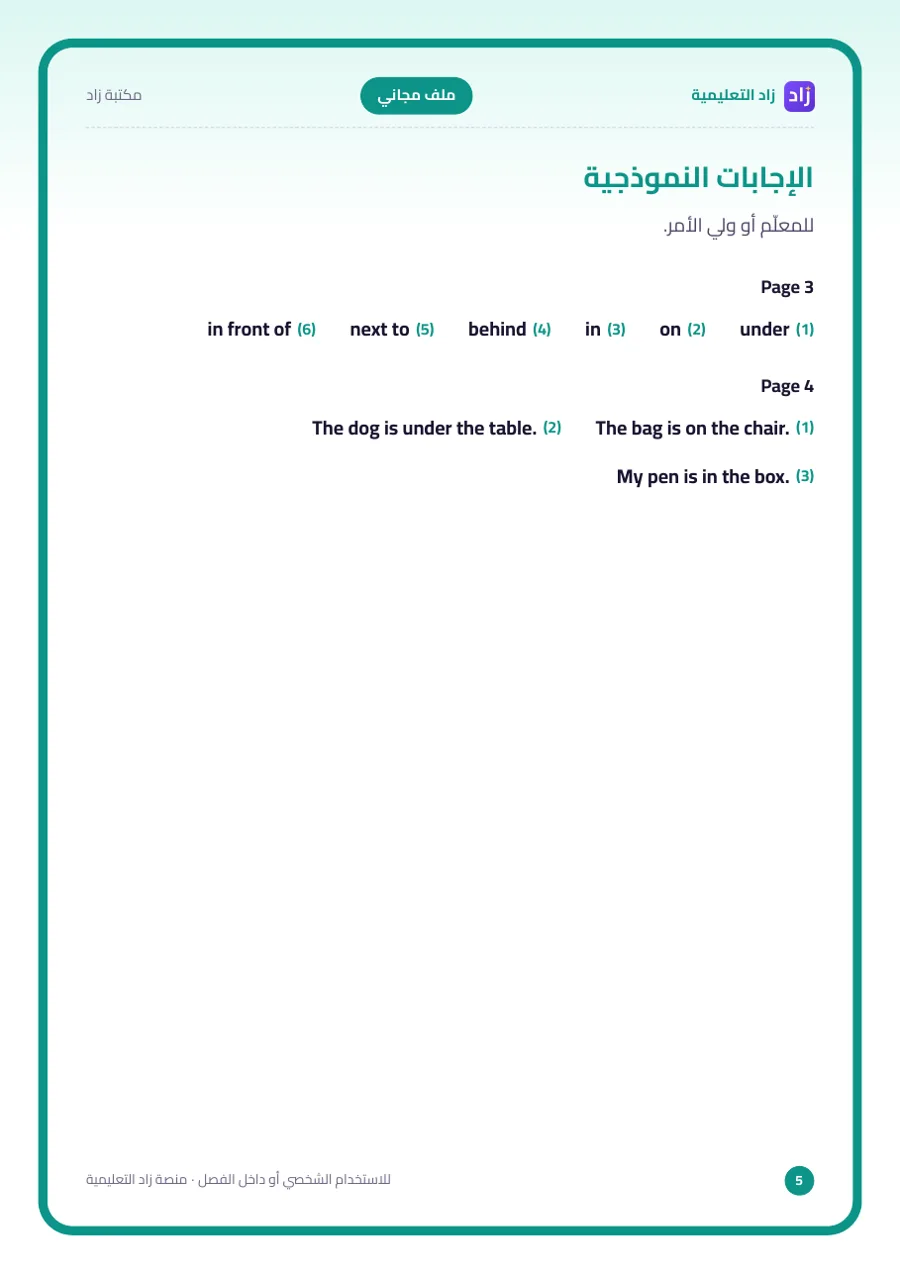 زاد زاد التعليمية
ملف مجاني
مكتبة زاد
الإجابات النموذجية
للمعلّم أو ولي الأمر.
Page 3
(1) under (2) on (3) in (4) behind (5) next to (6) in front of
Page 4
(1) The bag is on the chair. (2) The dog is under the table.
(3) My pen is in the box.
5
للاستخدام الشخصي أو داخل الفصل · منصة زاد التعليمية